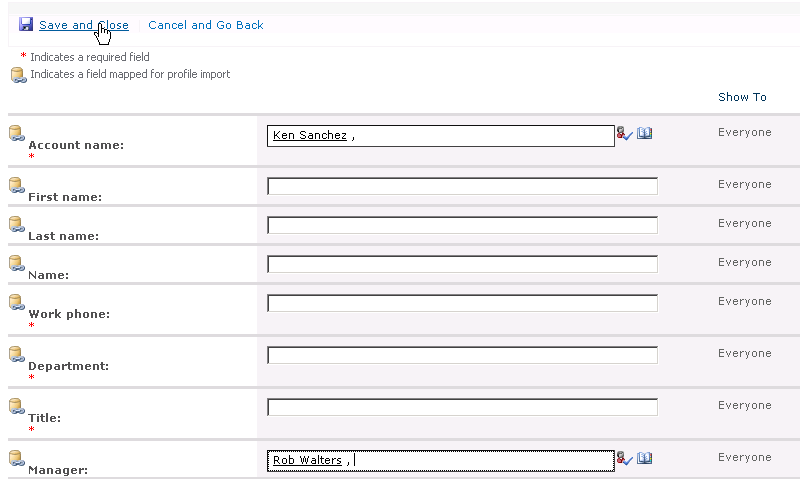 Save and Close Cancel and Go Back
* Indicates a required field
Indicates a field mapped for profile import
Show To
Account name: Ken Sanchez , Everyone
*
First name: Everyone
Last name: Everyone
Name: Everyone
Work phone: Everyone
*
Department: Everyone
*
Title: Everyone
*
Manager: Rob Walters , Everyone